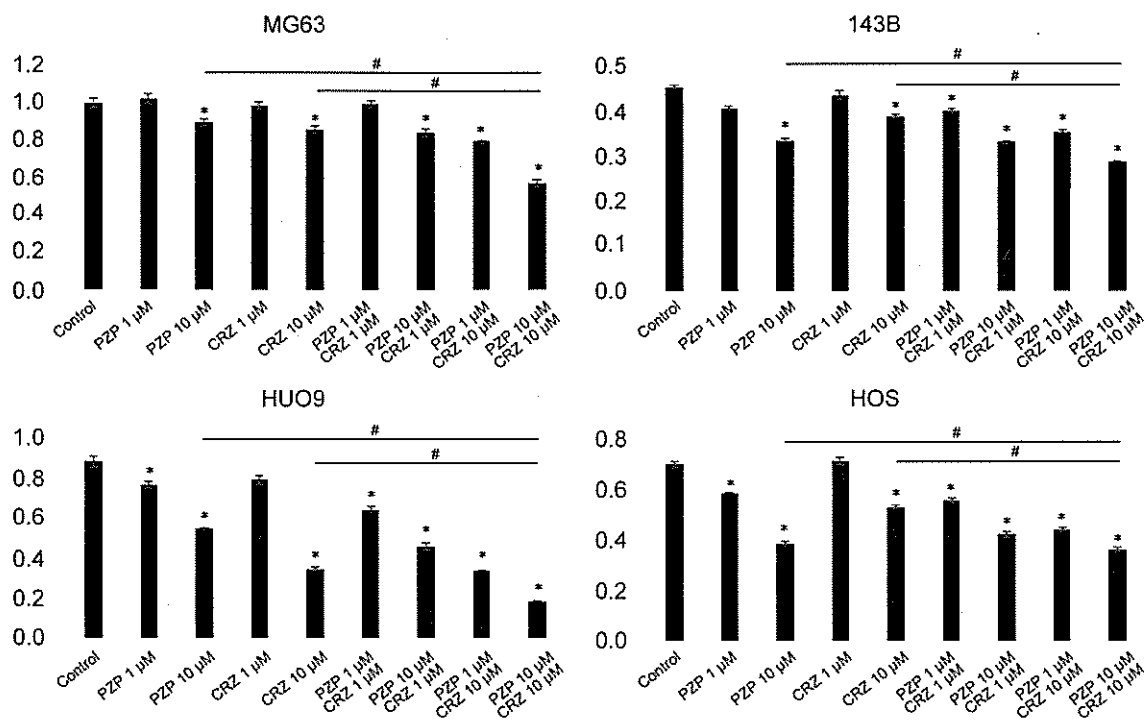 MG63
#
#
1.2
1.0
0.8
0.6
0.4
0.2
0.0
* * * * *
Control
PZP 1 µM
PZP 10 µM
CRZ 1 µM
CRZ 10 µM
PZP 1 µM
CRZ 1 µM
PZP 10 µM
CRZ 1 µM
PZP 1 µM
CRZ 10 µM
PZP 10 µM
CRZ 10 µM
143B
#
#
0.5
0.4
0.3
0.2
0.1
0.0
* * * * * *
Control
PZP 1 µM
PZP 10 µM
CRZ 1 µM
CRZ 10 µM
PZP 1 µM
CRZ 1 µM
PZP 10 µM
CRZ 1 µM
PZP 1 µM
CRZ 10 µM
PZP 10 µM
CRZ 10 µM
HUO9
#
#
1.0
0.8
0.6
0.4
0.2
0.0
* * * * * * *
Control
PZP 1 µM
PZP 10 µM
CRZ 1 µM
CRZ 10 µM
PZP 1 µM
CRZ 1 µM
PZP 10 µM
CRZ 1 µM
PZP 1 µM
CRZ 10 µM
PZP 10 µM
CRZ 10 µM
HOS
#
#
0.8
0.6
0.4
0.2
0.0
* * * * * * *
Control
PZP 1 µM
PZP 10 µM
CRZ 1 µM
CRZ 10 µM
PZP 1 µM
CRZ 1 µM
PZP 10 µM
CRZ 1 µM
PZP 1 µM
CRZ 10 µM
PZP 10 µM
CRZ 10 µM